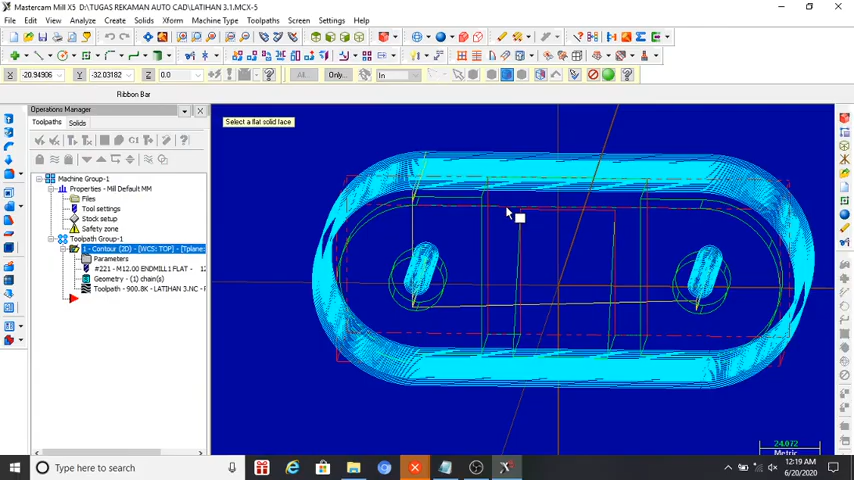 Mastercam Mill X5 D:\TUGAS REKAMAN AUTO CAD\LATIHAN 3.1.MCX-5
File Edit View Analyze Create Solids Xform Machine Type Toolpaths Screen Settings Help
X -20.94906 Y -32.03182 Z 0.0 All... Only... In
Ribbon Bar
Operations Manager
Toolpaths Solids
Select a flat solid face
Machine Group-1
Properties - Mill Default MM
Files
Tool settings
Stock setup
Safety zone
Toolpath Group-1
1 - Contour (2D) - [WCS: TOP] - [Tplane:
Parameters
#221 - M12.00 ENDMILL1 FLAT - 12
Geometry - (1) chain(s)
Toolpath - 900.8K - LATIHAN 3.NC - P
24.072
Metric
Type here to search
12:19 AM
6/20/2020